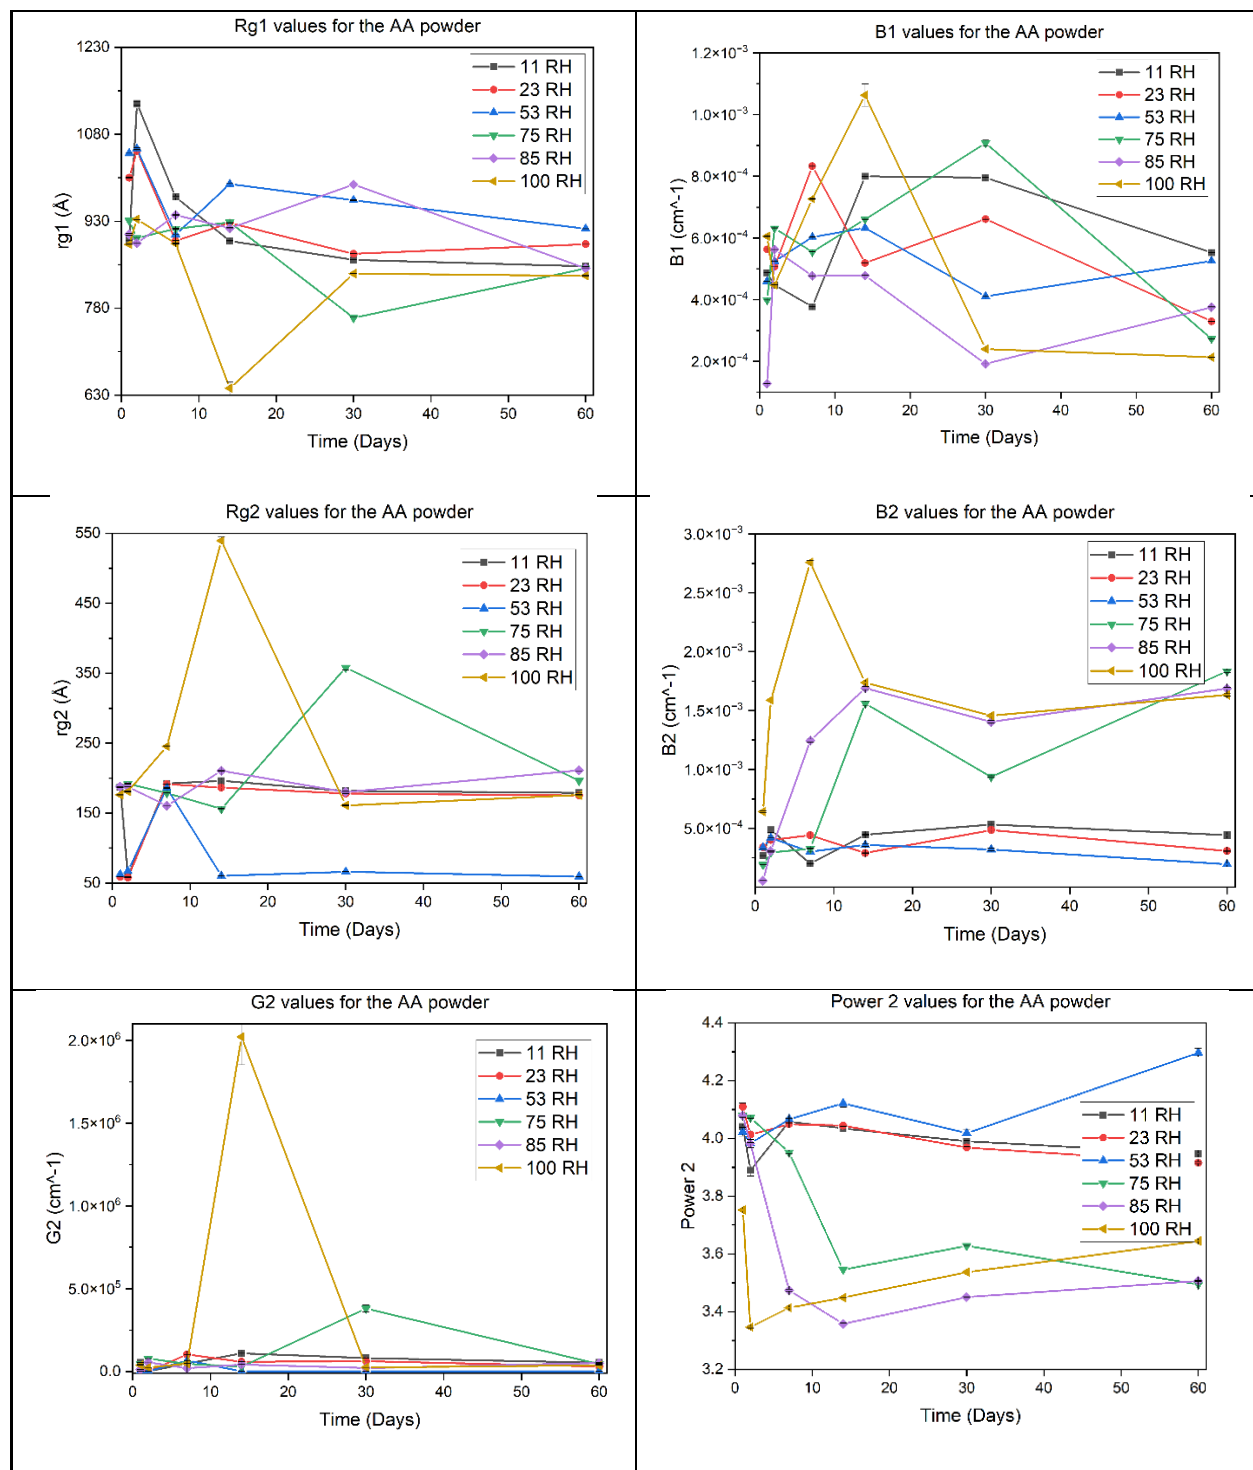 Rg1 values for the AA powder
1230
1080
930
780
630
rg1 (Å)
11 RH
23 RH
53 RH
75 RH
85 RH
100 RH
0 10 20 30 40 50 60
Time (Days)
B1 values for the AA powder
1.2×10⁻³
1.0×10⁻³
8.0×10⁻⁴
6.0×10⁻⁴
4.0×10⁻⁴
2.0×10⁻⁴
B1 (cm^-1)
11 RH
23 RH
53 RH
75 RH
85 RH
100 RH
0 10 20 30 40 50 60
Time (Days)
Rg2 values for the AA powder
550
450
350
250
150
50
rg2 (Å)
11 RH
23 RH
53 RH
75 RH
85 RH
100 RH
0 10 20 30 40 50 60
Time (Days)
B2 values for the AA powder
3.0×10⁻³
2.5×10⁻³
2.0×10⁻³
1.5×10⁻³
1.0×10⁻³
5.0×10⁻⁴
B2 (cm^-1)
11 RH
23 RH
53 RH
75 RH
85 RH
100 RH
0 10 20 30 40 50 60
Time (Days)
G2 values for the AA powder
2.0×10⁶
1.5×10⁶
1.0×10⁶
5.0×10⁵
0.0
G2 (cm^-1)
11 RH
23 RH
53 RH
75 RH
85 RH
100 RH
0 10 20 30 40 50 60
Time (Days)
Power 2 values for the AA powder
4.4
4.2
4.0
3.8
3.6
3.4
3.2
Power 2
11 RH
23 RH
53 RH
75 RH
85 RH
100 RH
0 10 20 30 40 50 60
Time (Days)